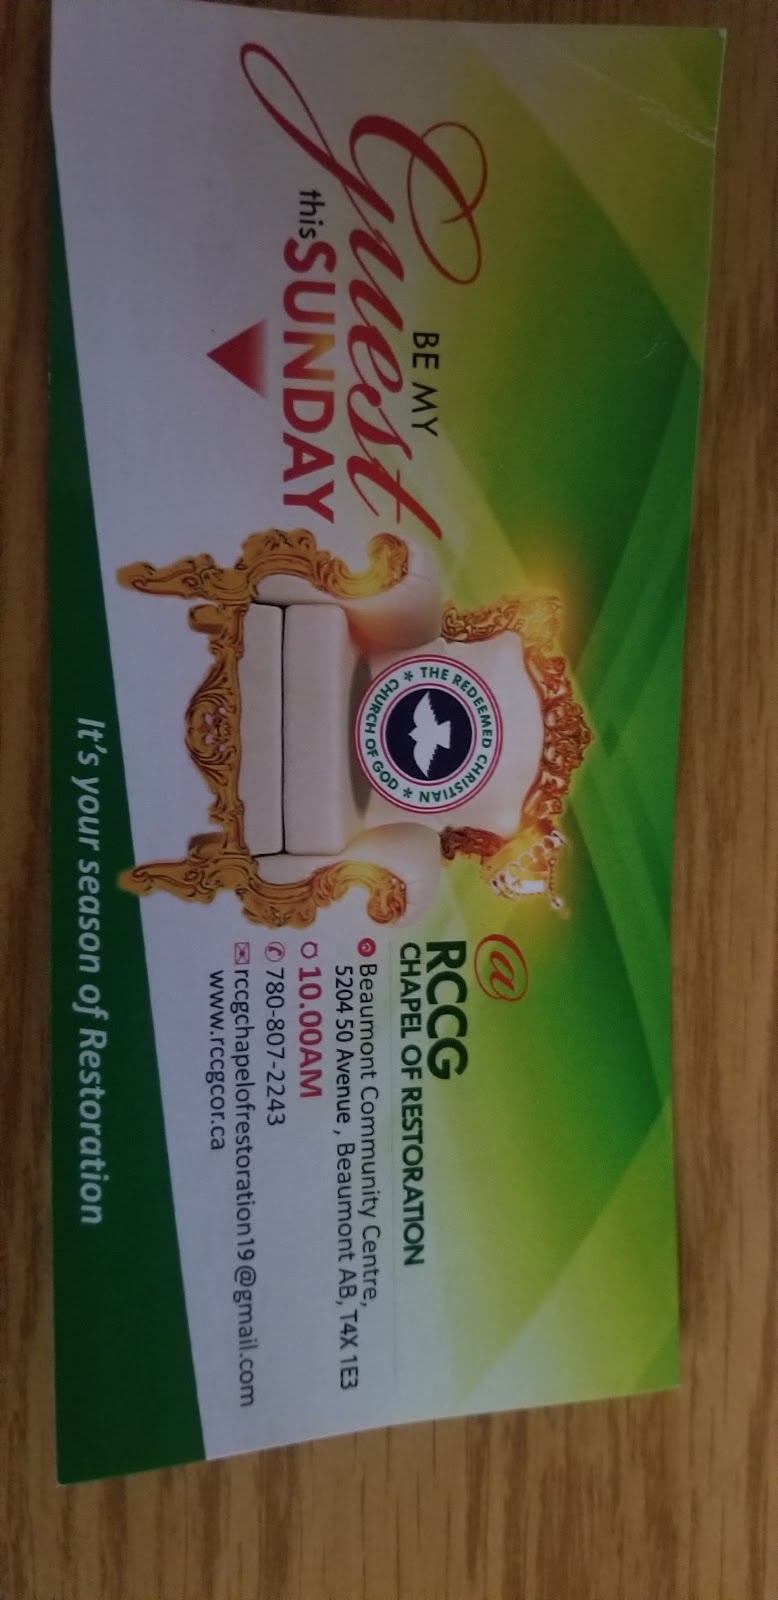 BE MY
Guest
this SUNDAY
THE REDEEMED CHRISTIAN
CHURCH OF GOD
@
RCCG
CHAPEL OF RESTORATION
Beaumont Community Centre,
5204 50 Avenue , Beaumont AB, T4X 1E3
10.00AM
780-807-2243
rccgchapelofrestoration19@gmail.com
www.rccgcor.ca
It's your season of Restoration